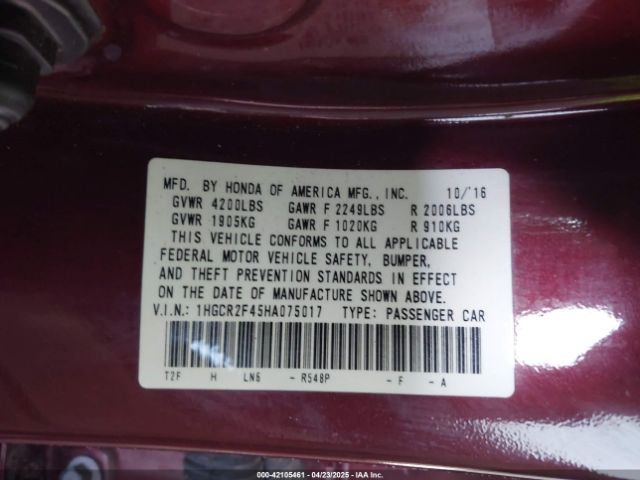 MFD. BY HONDA OF AMERICA MFG., INC. 10/'16
GVWR 4200LBS GAWR F 2249LBS R 2006LBS
GVWR 1905KG GAWR F 1020KG R 910KG
THIS VEHICLE CONFORMS TO ALL APPLICABLE
FEDERAL MOTOR VEHICLE SAFETY, BUMPER,
AND THEFT PREVENTION STANDARDS IN EFFECT
ON THE DATE OF MANUFACTURE SHOWN ABOVE.
V.I.N.: 1HGCR2F45HA075017 TYPE: PASSENGER CAR
T2F H LN6 - R548P - F - A
000-42105461 - 04/23/2025 - IAAI.COM